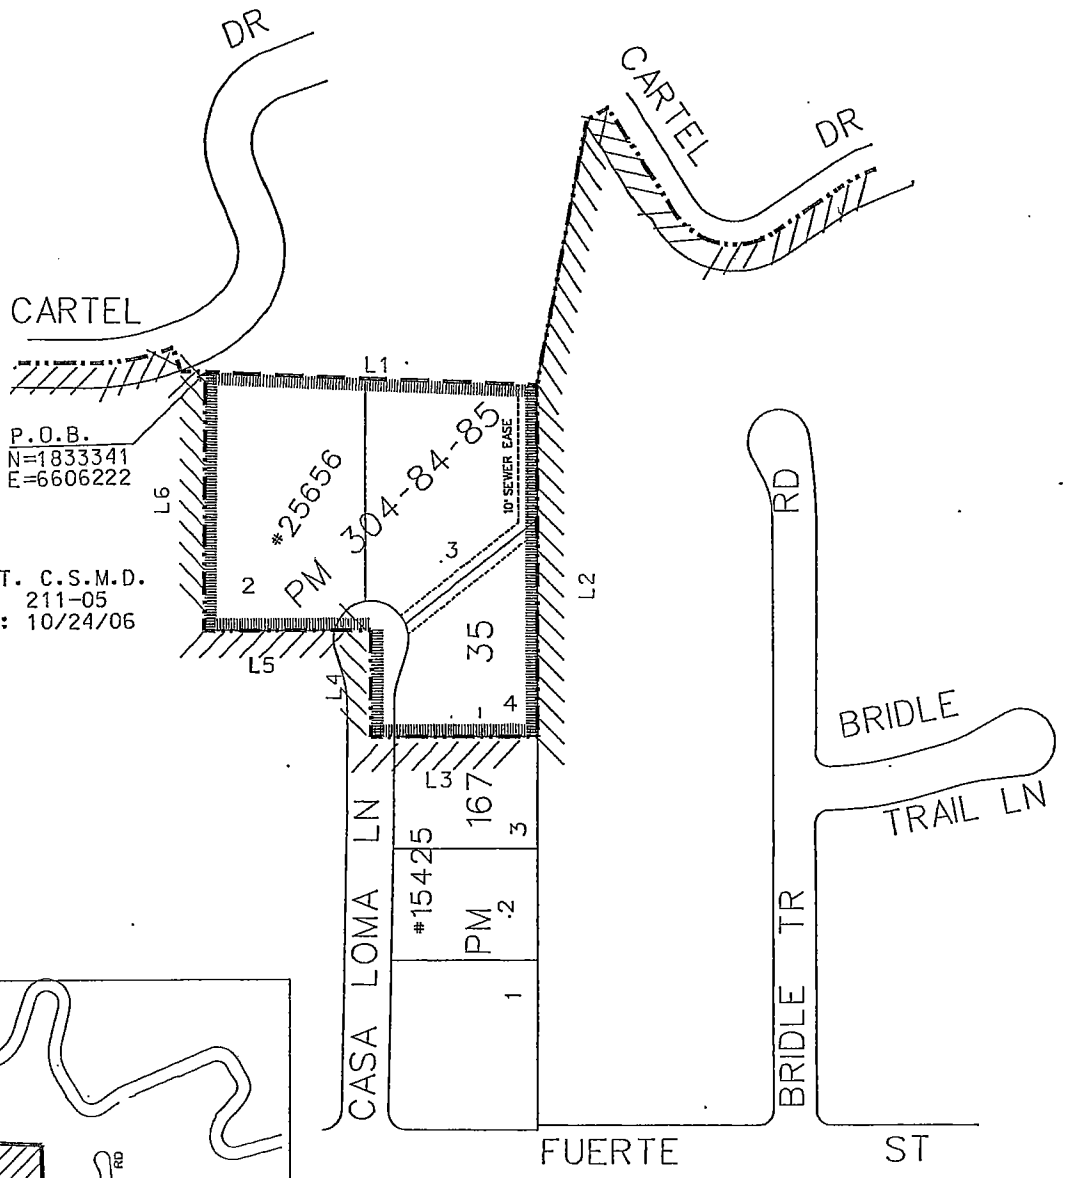 DR
CARTEL
DR
CARTEL
L1
P.O.B.
N=1833341
E=6606222
L6
#25656
PM 304-84-85
10' SEWER EASE
.3
2
T. C.S.M.D.
211-05
: 10/24/06
L2
35
L5
L4
4
L3
RD
BRIDLE
TRAIL LN
167
3
#15425
PM
.2
1
CASA LOMA LN
BRIDLE TR
FUERTE ST
RD